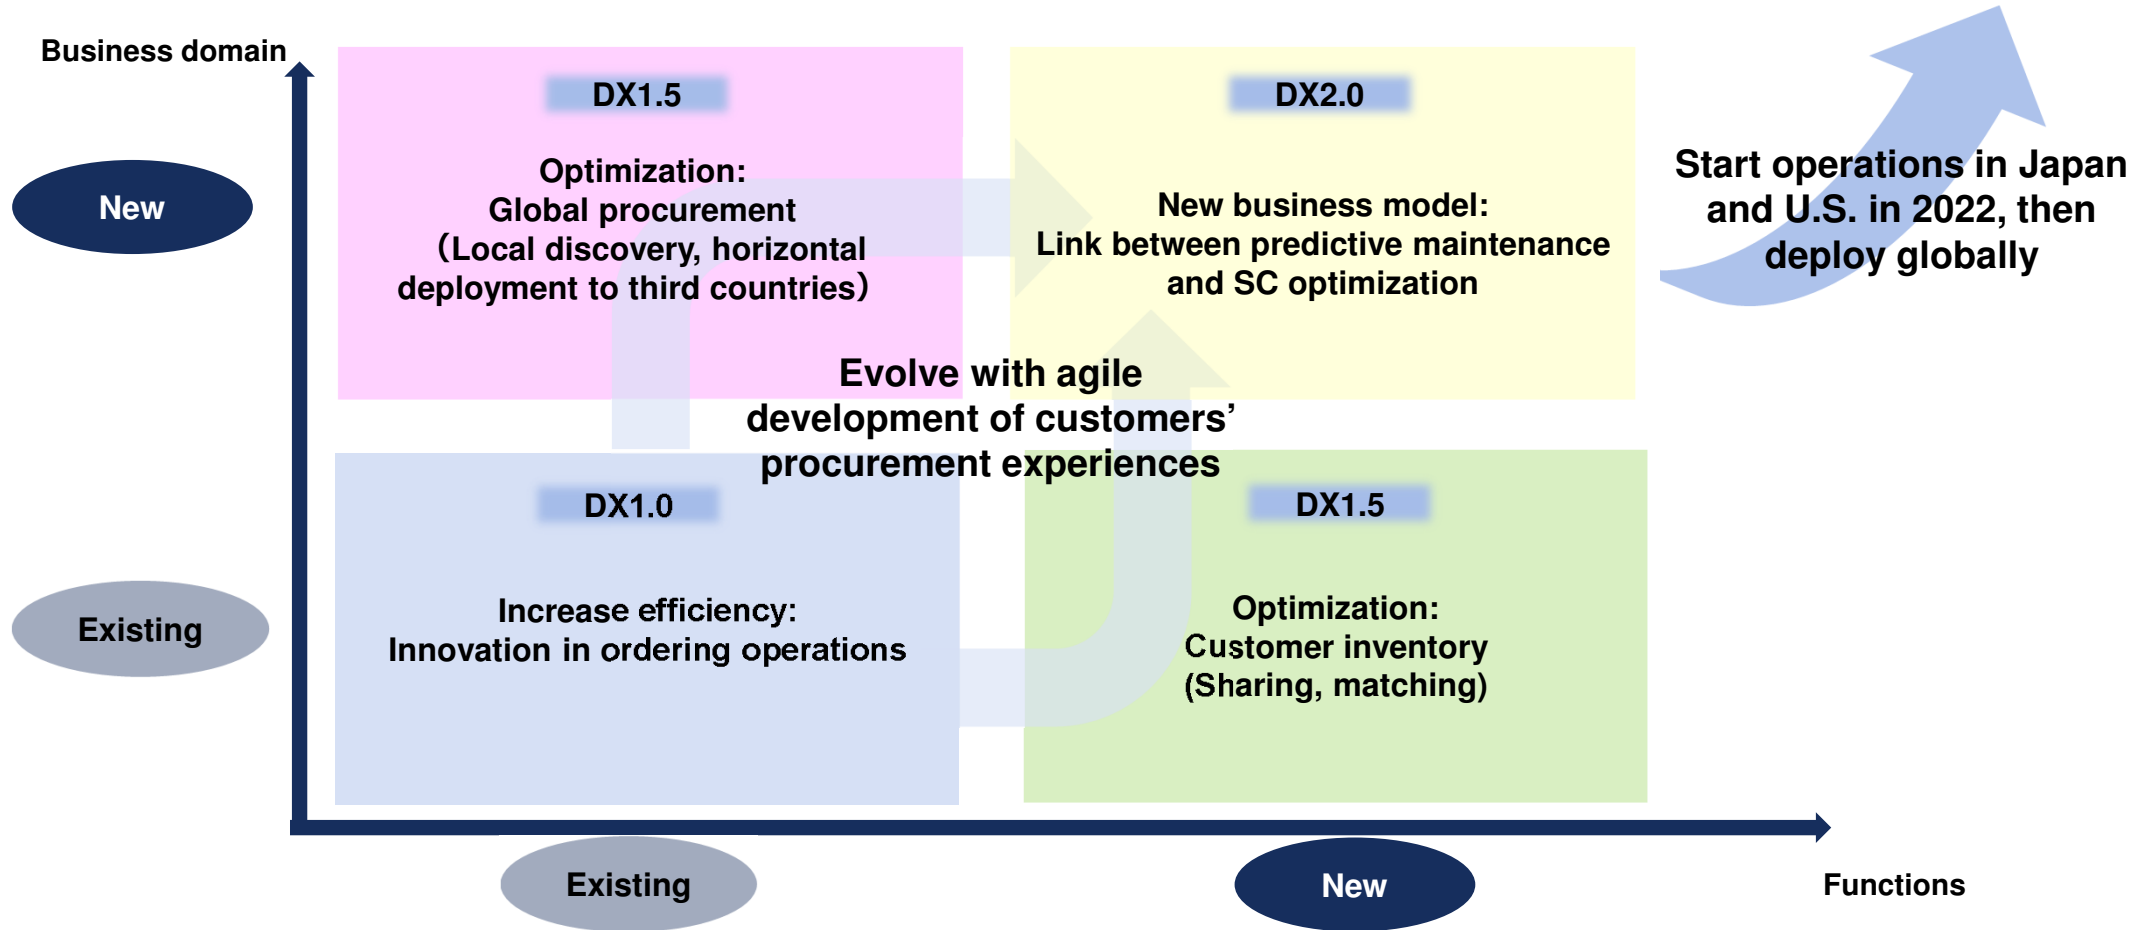 Business domain
DX1.5
Optimization:
Global procurement
（Local discovery, horizontal
deployment to third countries）
DX2.0
New business model:
Link between predictive maintenance
and SC optimization
Start operations in Japan
and U.S. in 2022, then
deploy globally
New
Evolve with agile
development of customers’
procurement experiences
DX1.0
Increase efficiency:
Innovation in ordering operations
DX1.5
Optimization:
Customer inventory
(Sharing, matching)
Existing
Existing
New
Functions